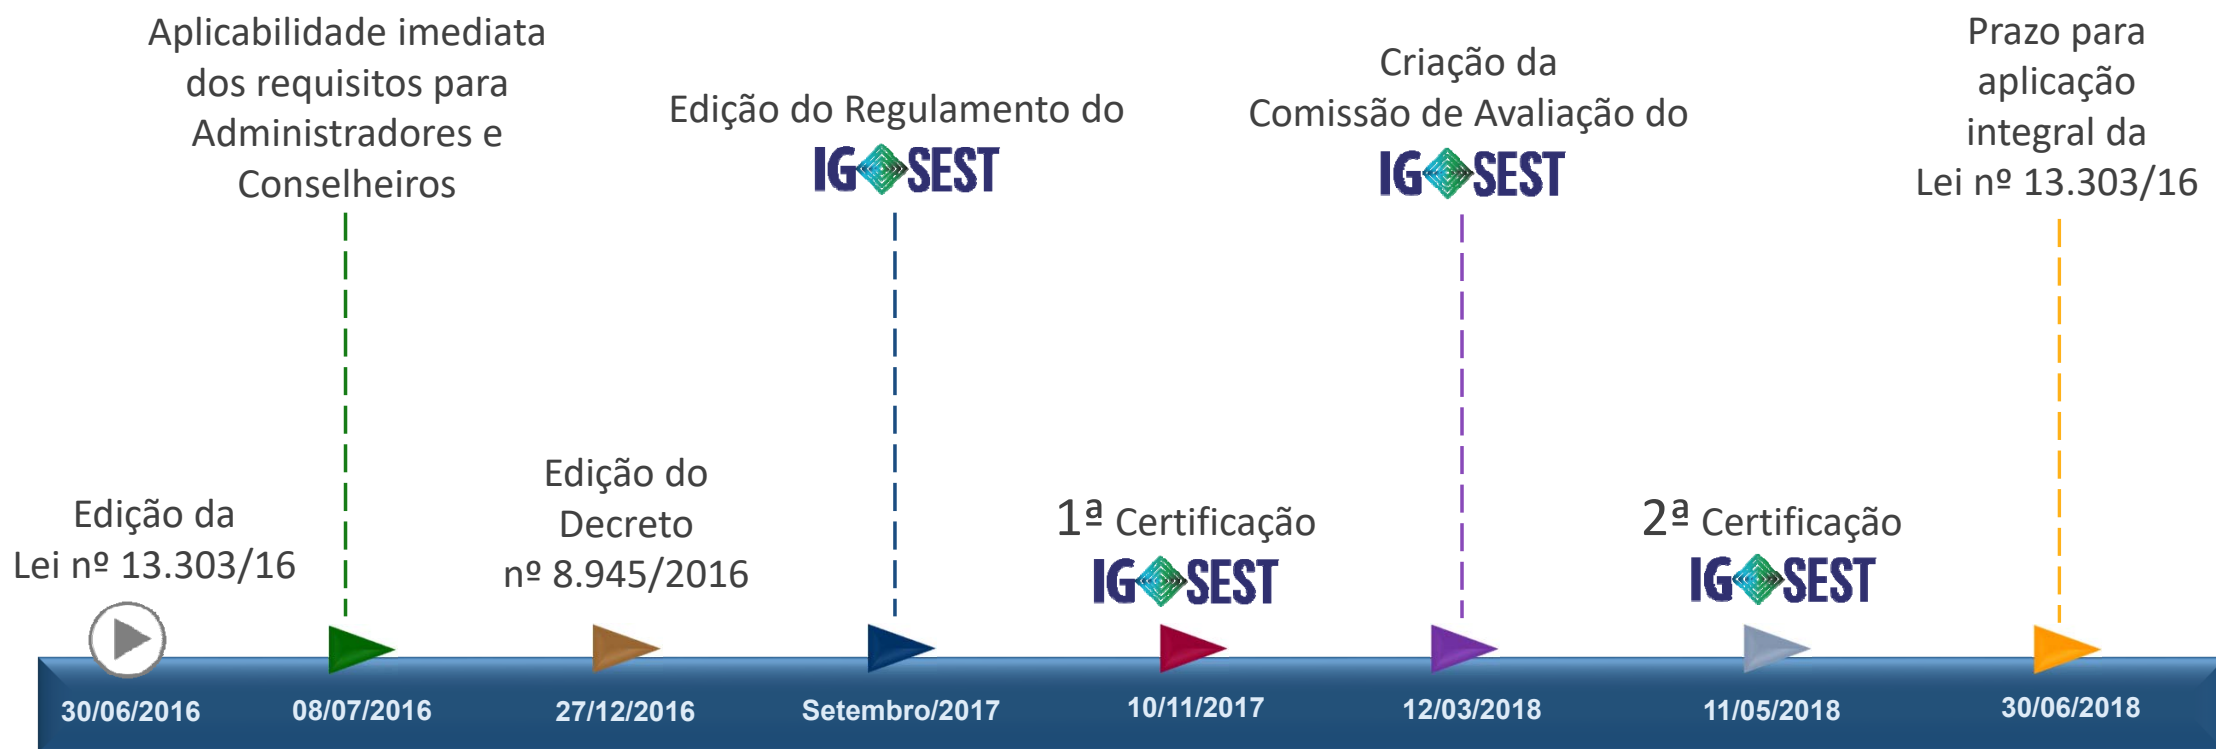 Aplicabilidade imediata
dos requisitos para
Administradores e
Conselheiros
Edição do Regulamento do
IG SEST
Criação da
Comissão de Avaliação do
IG SEST
Prazo para
aplicação
integral da
Lei nº 13.303/16
Edição da
Lei nº 13.303/16
Edição do
Decreto
nº 8.945/2016
1ª Certificação
IG SEST
2ª Certificação
IG SEST
30/06/2016
08/07/2016
27/12/2016
Setembro/2017
10/11/2017
12/03/2018
11/05/2018
30/06/2018